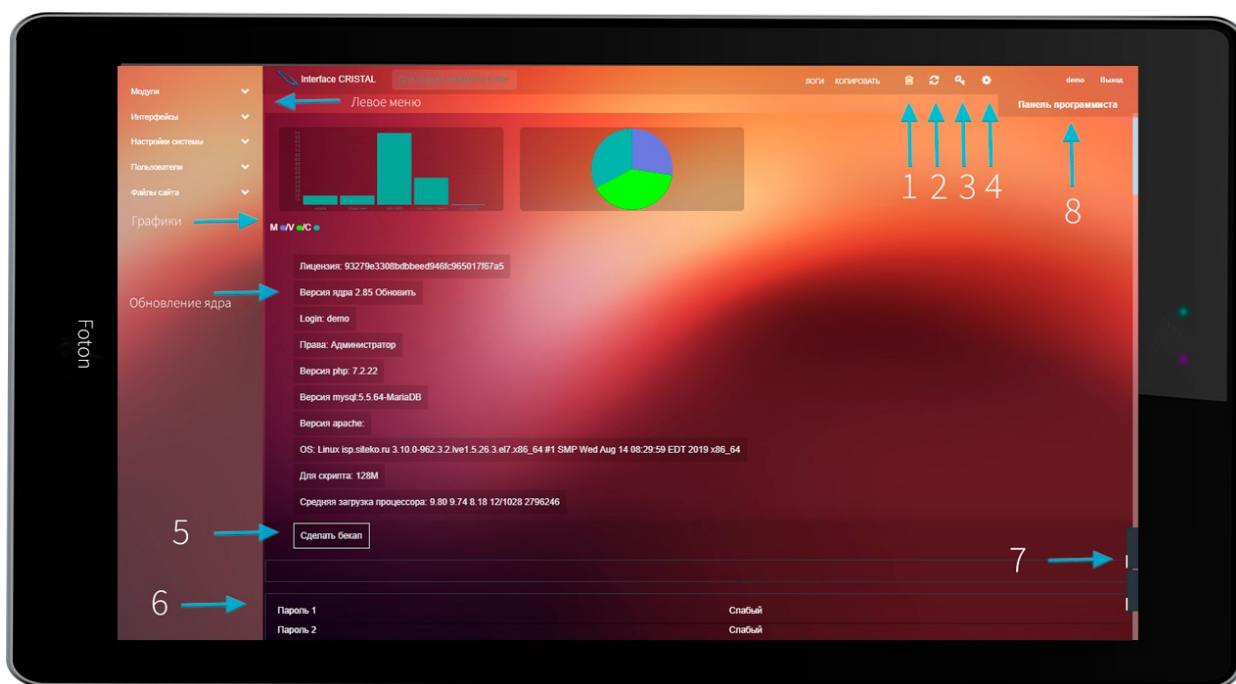 Interface CRISTAL
ЛОГИ КОПИРОВАТЬ
demo Выход
Модули
Левое меню
Панель программиста
Интерфейсы
Настройки системы
Пользователи
1 2 3 4
Файлы сайта
8
Графики
M /V /C
Лицензия: 93279e3308bdbbeed946fc965017f67a5
Версия ядра 2.85 Обновить
Обновление ядра
Login: demo
Foton
Права: Администратор
Версия php: 7.2.22
Версия mysql:5.5.64-MariaDB
Версия apache:
OS: Linux isp.siteko.ru 3.10.0-962.3.2.lve1.5.26.3.el7.x86_64 #1 SMP Wed Aug 14 08:29:59 EDT 2019 x86_64
Для скрипта: 128M
Средняя загрузка процессора: 9.80 9.74 8.18 12/1028 2796246
5
Сделать бекап
7
6
Пароль 1 Слабый
Пароль 2 Слабый